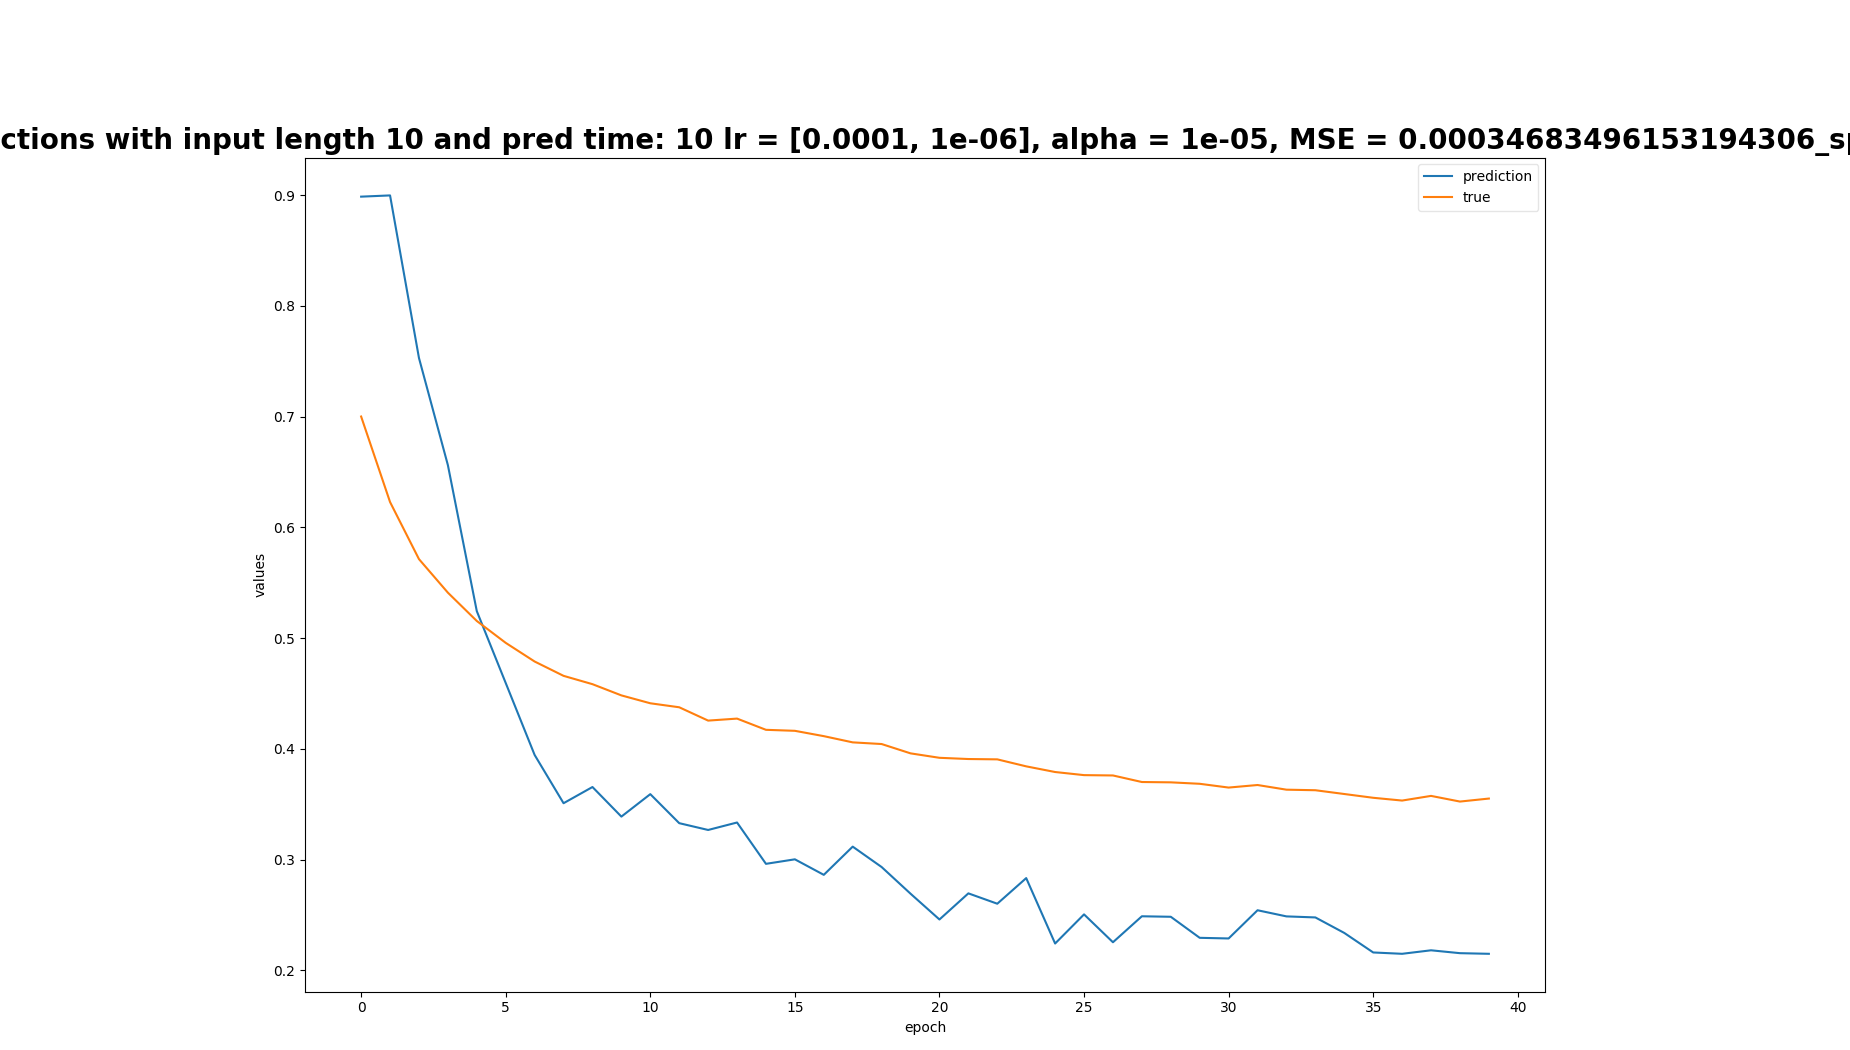 ctions with input length 10 and pred time: 10 lr = [0.0001, 1e-06], alpha = 1e-05, MSE = 0.00034683496153194306_sp
prediction
true
0.9
0.8
0.7
0.6
0.5
0.4
0.3
0.2
values
0 5 10 15 20 25 30 35 40
epoch